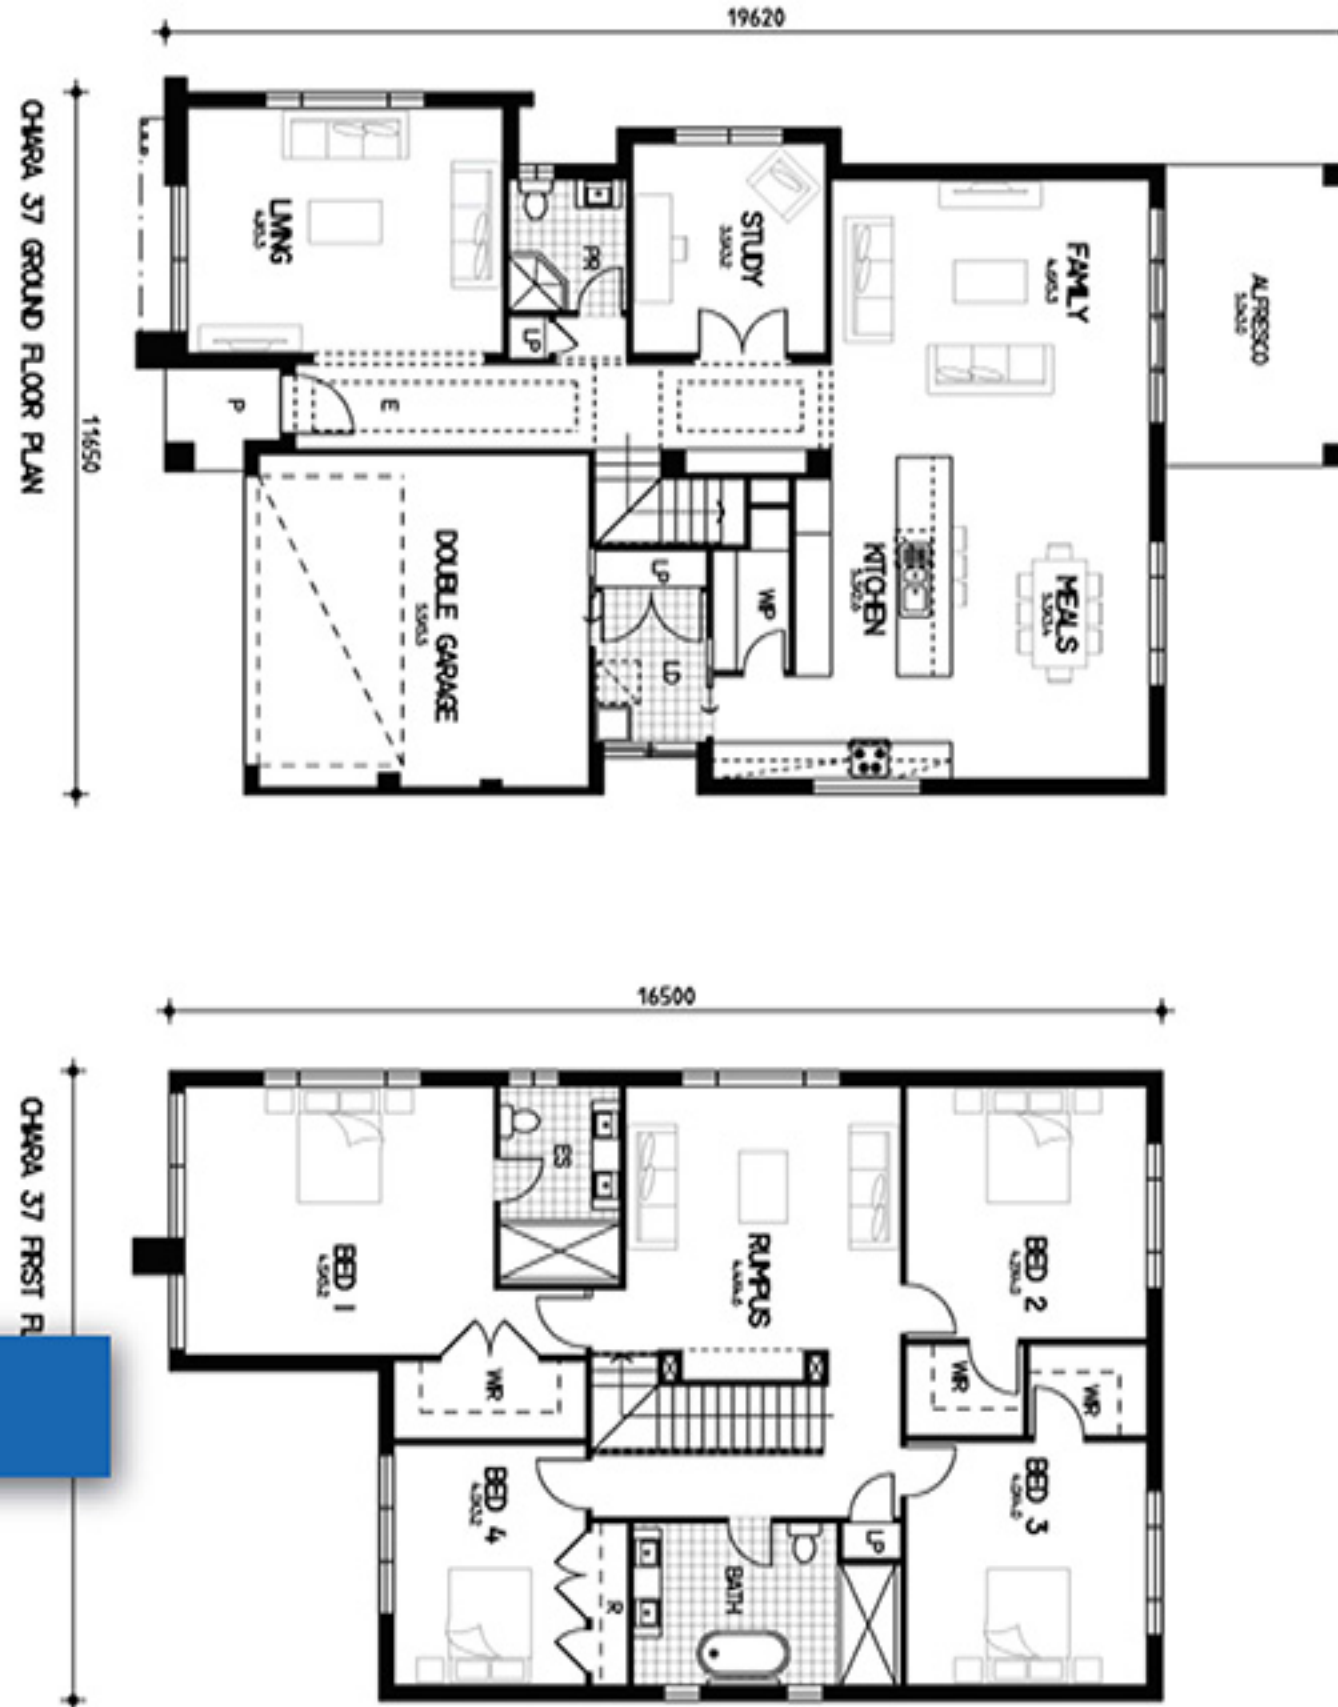 19620
CHIARA 37 GROUND FLOOR PLAN
11650
LIVING
PR
LP
STUDY
FAMILY
ALFRESCO
P
E
DOUBLE GARAGE
LP
LD
WIP
KITCHEN
MEALS
16500
CHIARA 37 FIRST FL
BED 1
ES
RUMPUS
BED 2
WIR
WIR
WIR
BED 4
R
BATH
LP
BED 3